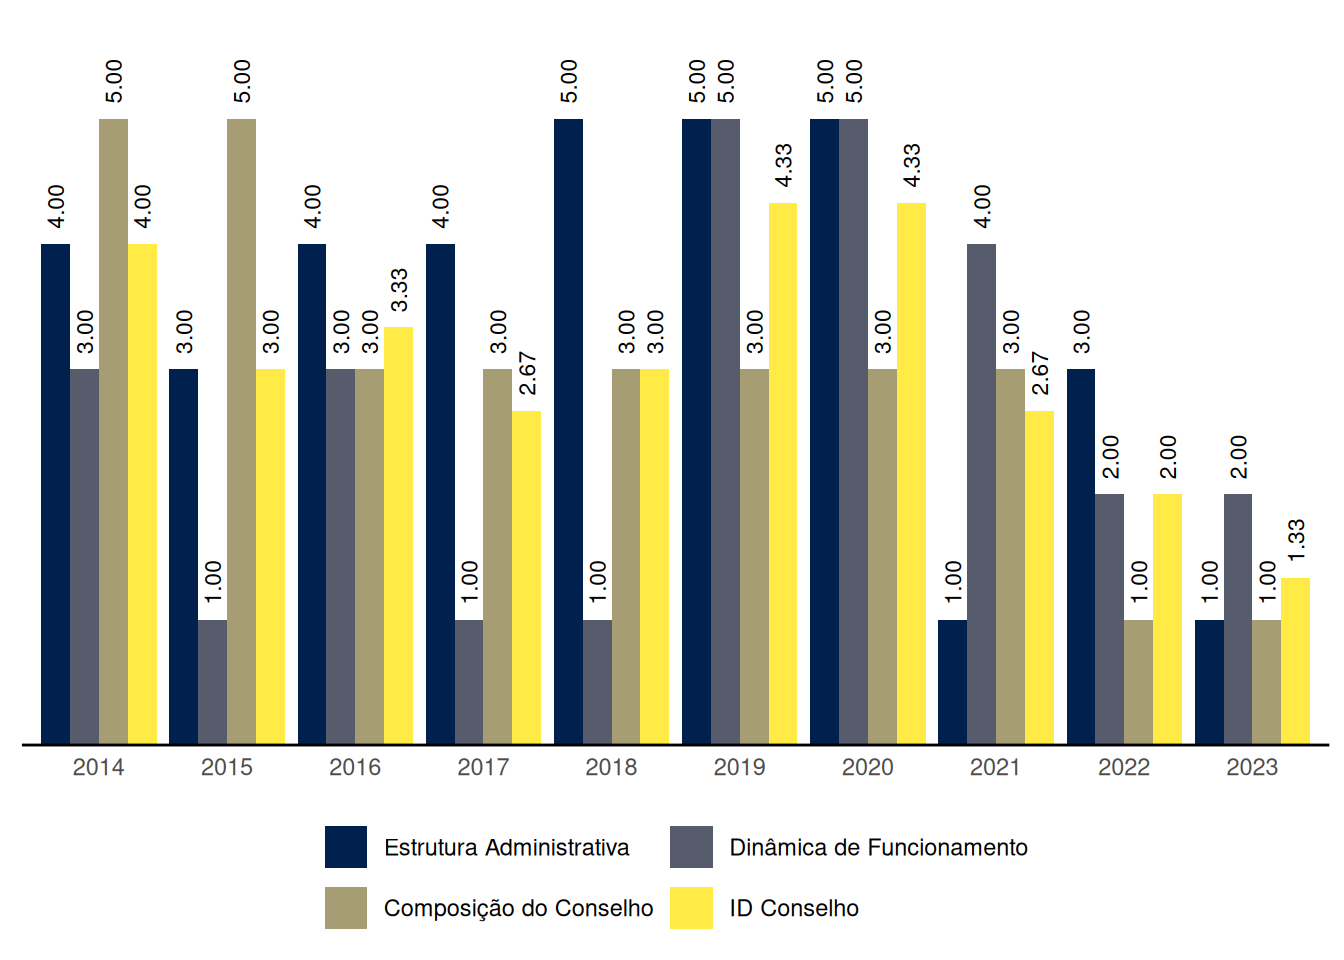 4.00 3.00 5.00 4.00
3.00 1.00 5.00 3.00
4.00 3.00 3.00 3.33
4.00 1.00 3.00 2.67
5.00 1.00 3.00 3.00
5.00 5.00 3.00 4.33
5.00 5.00 3.00 4.33
1.00 4.00 3.00 2.67
3.00 2.00 1.00 2.00
1.00 2.00 1.00 1.33
2014 2015 2016 2017 2018 2019 2020 2021 2022 2023
Estrutura Administrativa Dinâmica de Funcionamento
Composição do Conselho ID Conselho